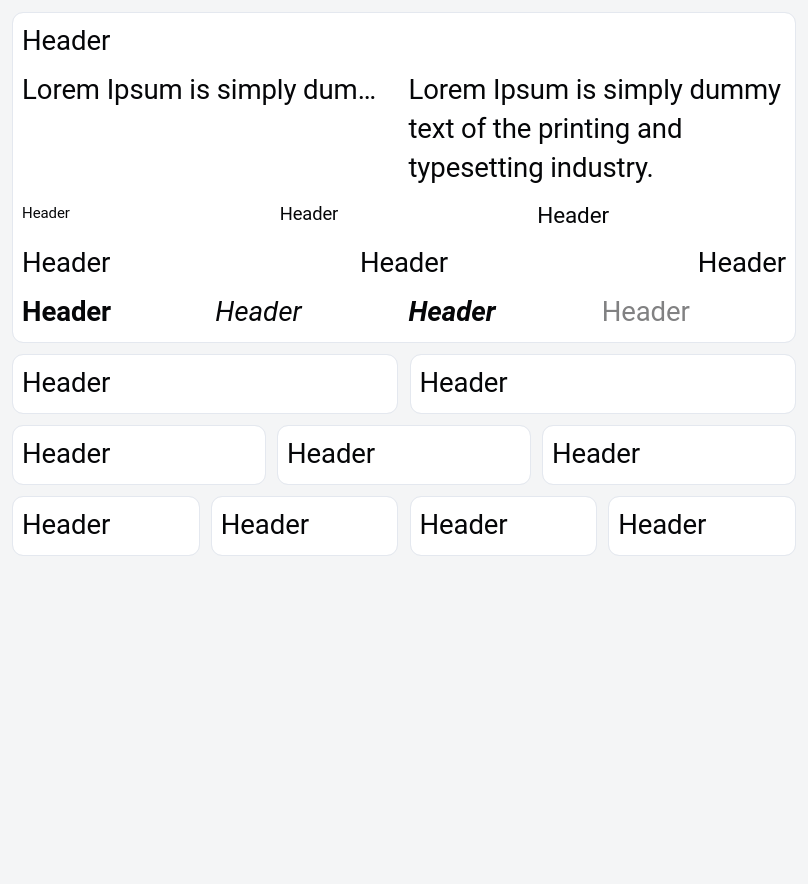 Header
Lorem Ipsum is simply dum...
Lorem Ipsum is simply dummy
text of the printing and
typesetting industry.
Header Header Header
Header Header Header
Header Header Header Header
Header Header
Header Header Header
Header Header Header Header